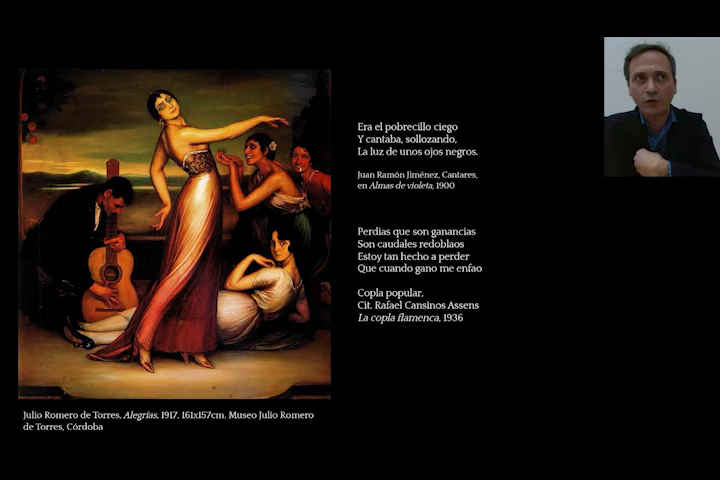 Era el pobrecillo ciego
Y cantaba, sollozando,
La luz de unos ojos negros.
Juan Ramón Jiménez, Cantares,
en Almas de violeta, 1900
Perdias que son ganancias
Son caudales redoblaos
Estoy tan hecho a perder
Que cuando gano me enfao
Copla popular.
Cit. Rafael Cansinos Assens
La copla flamenca, 1936
Julio Romero de Torres, Alegrías, 1917, 161x157cm. Museo Julio Romero
de Torres, Córdoba